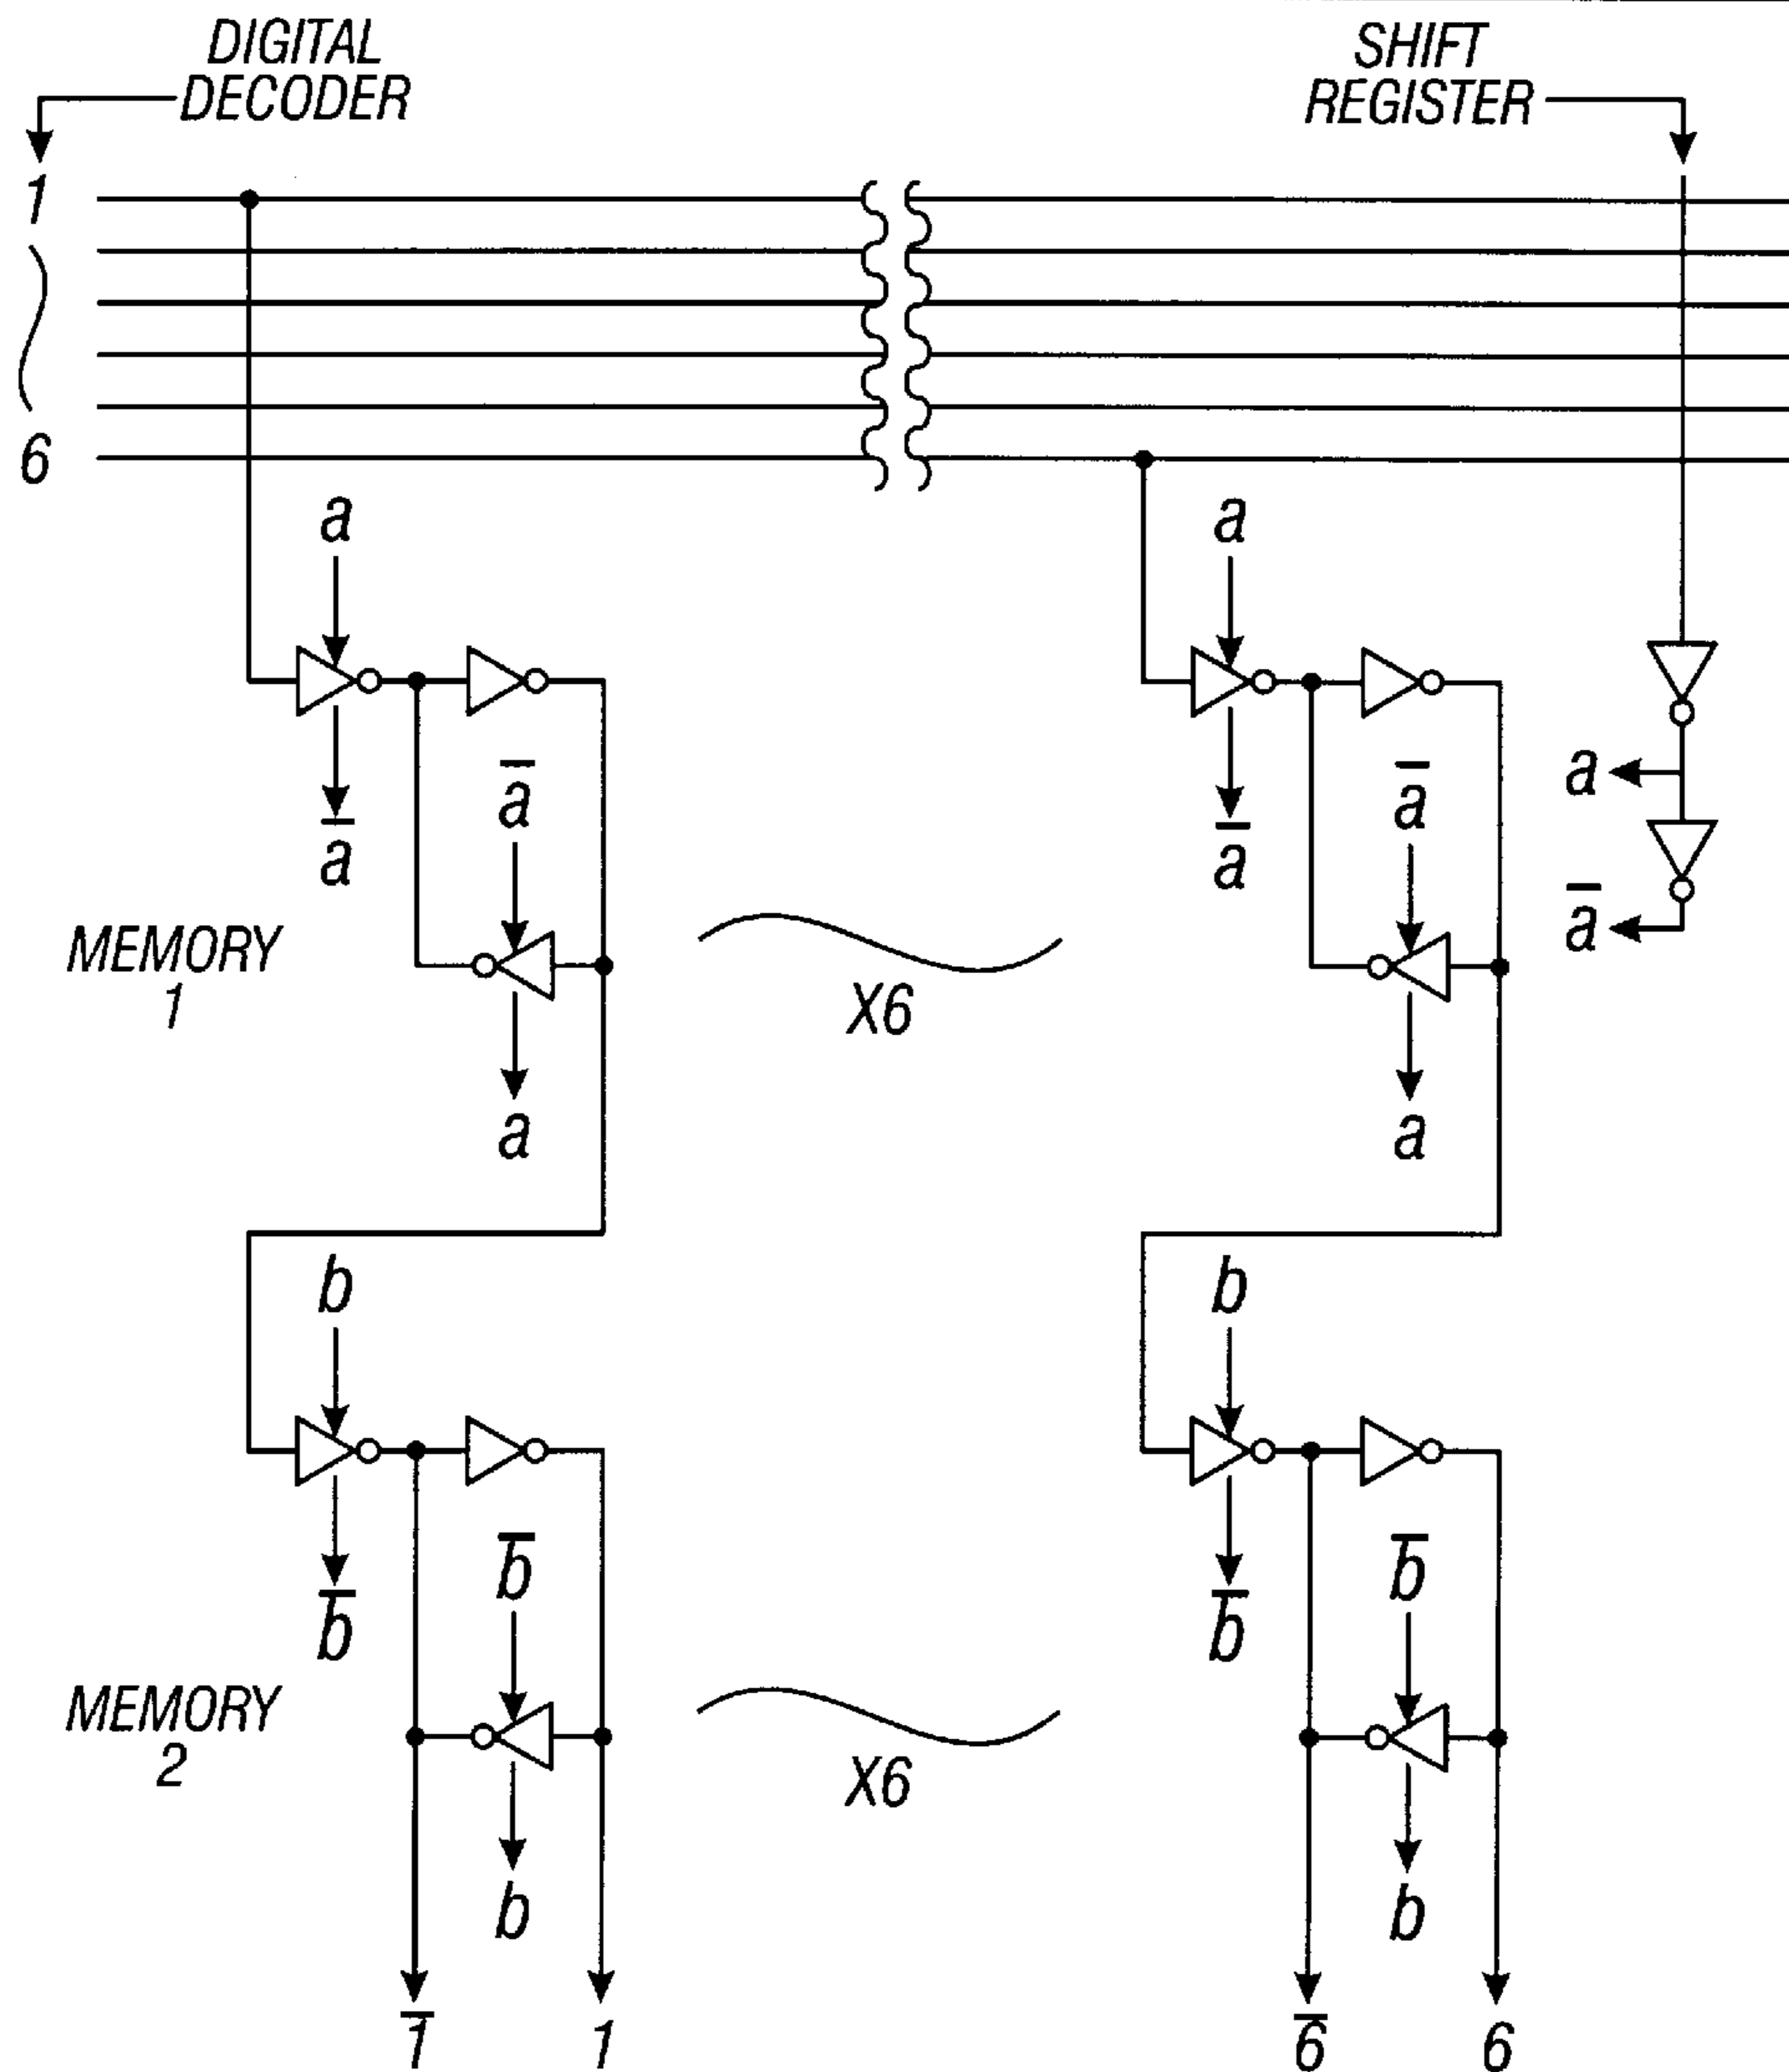 DIGITAL
DECODER
SHIFT
REGISTER
1
6
a
a
a̅
a̅
a
a̅
a̅
a̅
MEMORY
1
X6
a
a
b
b
b̅
b̅
b̅
b̅
MEMORY
2
X6
b
b
1̅
1
6̅
6